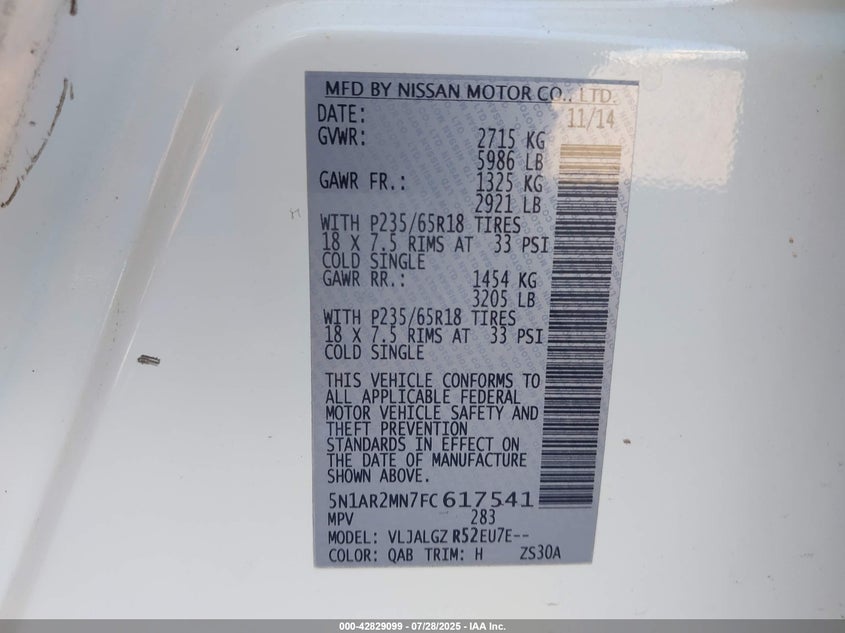 MFD BY NISSAN MOTOR CO., LTD.
DATE: 11/14
GVWR: 2715 KG
5986 LB
GAWR FR.: 1325 KG
2921 LB
WITH P235/65R18 TIRES
18 X 7.5 RIMS AT 33 PSI
COLD SINGLE
GAWR RR.: 1454 KG
3205 LB
WITH P235/65R18 TIRES
18 X 7.5 RIMS AT 33 PSI
COLD SINGLE
THIS VEHICLE CONFORMS TO
ALL APPLICABLE FEDERAL
MOTOR VEHICLE SAFETY AND
THEFT PREVENTION
STANDARDS IN EFFECT ON
THE DATE OF MANUFACTURE
SHOWN ABOVE.
5N1AR2MN7FC617541
MPV 283
MODEL: VLJALGZ R52EU7E--
COLOR: QAB TRIM: H ZS30A
000-42829099 | 07/28/2025 - IAA Inc.